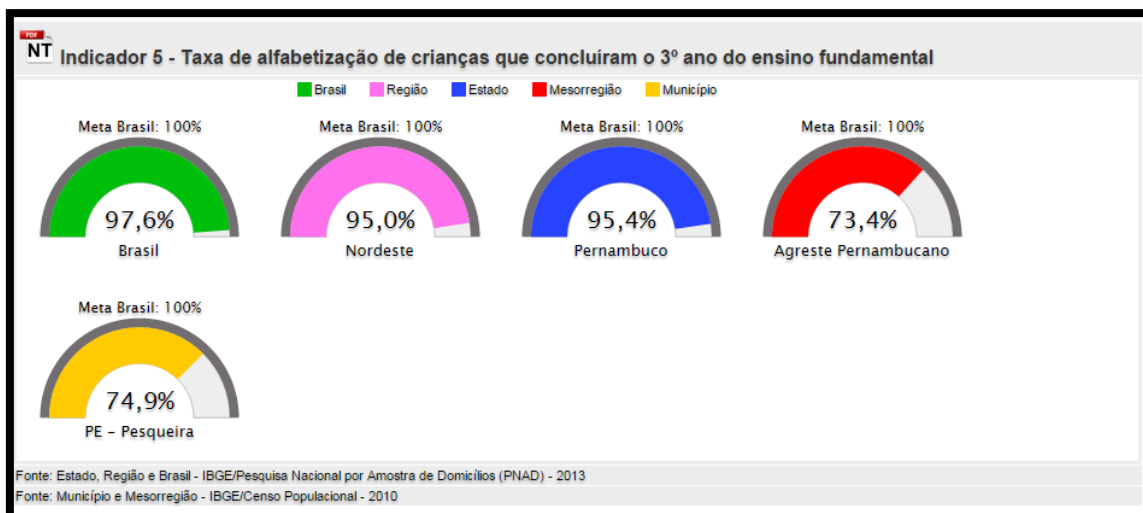 PDF
NT
Indicador 5 - Taxa de alfabetização de crianças que concluíram o 3º ano do ensino fundamental
Brasil Região Estado Mesorregião Município
Meta Brasil: 100% Meta Brasil: 100% Meta Brasil: 100% Meta Brasil: 100%
97,6% 95,0% 95,4% 73,4%
Brasil Nordeste Pernambuco Agreste Pernambucano
Meta Brasil: 100%
74,9%
PE - Pesqueira
Fonte: Estado, Região e Brasil - IBGE/Pesquisa Nacional por Amostra de Domicílios (PNAD) - 2013
Fonte: Município e Mesorregião - IBGE/Censo Populacional - 2010